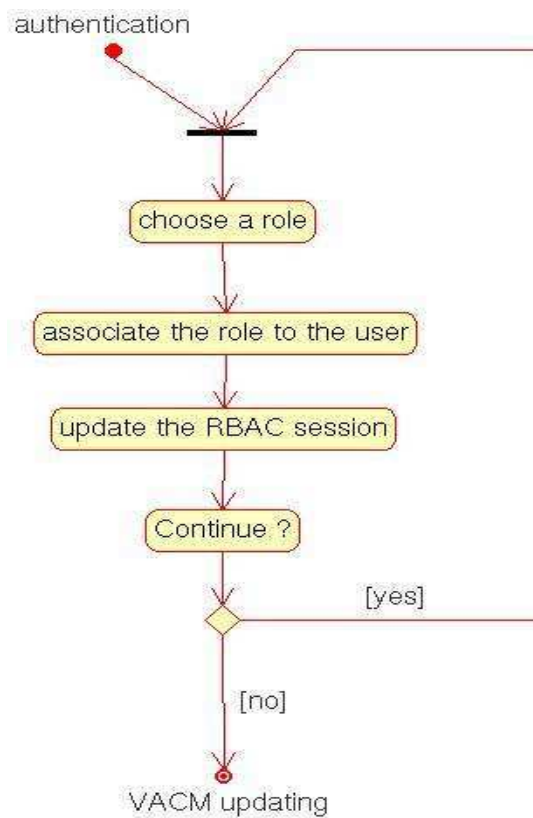 authentication
choose a role
associate the role to the user
update the RBAC session
Continue ?
[yes]
[no]
VACM updating